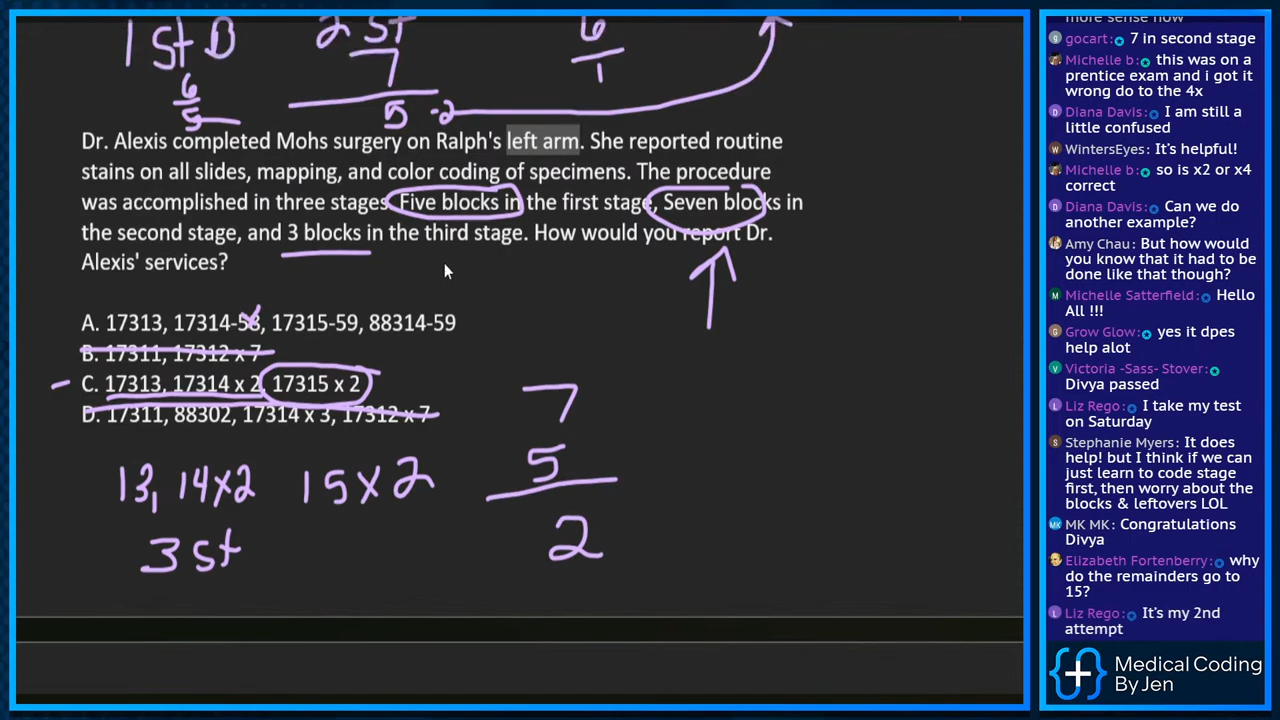 1 St B
2 St
7
5
-2
6
5
6
1
Dr. Alexis completed Mohs surgery on Ralph's left arm. She reported routine
stains on all slides, mapping, and color coding of specimens. The procedure
was accomplished in three stages. Five blocks in the first stage, Seven blocks in
the second stage, and 3 blocks in the third stage. How would you report Dr.
Alexis' services?
A. 17313, 17314-58, 17315-59, 88314-59
B. 17311, 17312 x 7
C. 17313, 17314 x 2, 17315 x 2
D. 17311, 88302, 17314 x 3, 17312 x 7
13, 14x2 15x2
3 st
7
5
2
more sense now
gocart: 7 in second stage
Michelle b: this was on a
prentice exam and i got it
wrong do to the 4x
Diana Davis: I am still a
little confused
WintersEyes: It's helpful!
Michelle b: so is x2 or x4
correct
Diana Davis: Can we do
another example?
Amy Chau: But how would
you know that it had to be
done like that though?
Michelle Satterfield: Hello
All !!!
Grow Glow: yes it dpes
help alot
Victoria -Sass- Stover:
Divya passed
Liz Rego: I take my test
on Saturday
Stephanie Myers: It does
help! but I think if we can
just learn to code stage
first, then worry about the
blocks & leftovers LOL
MK MK: Congratulations
Divya
Elizabeth Fortenberry: why
do the remainders go to
15?
Liz Rego: It's my 2nd
attempt
Medical Coding
By Jen